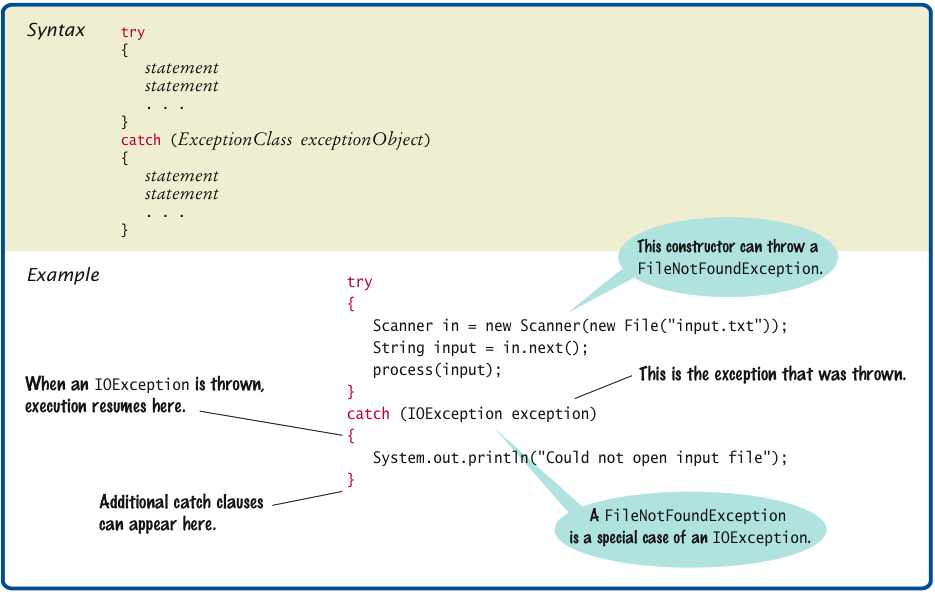 Syntax
try
{
statement
statement
. . .
}
catch (ExceptionClass exceptionObject)
{
statement
statement
. . .
}
Example
This constructor can throw a
FileNotFoundException.
try
{
Scanner in = new Scanner(new File("input.txt"));
String input = in.next();
process(input);
}
catch (IOException exception)
{
System.out.println("Could not open input file");
}
When an IOException is thrown,
execution resumes here.
This is the exception that was thrown.
Additional catch clauses
can appear here.
A FileNotFoundException
is a special case of an IOException.